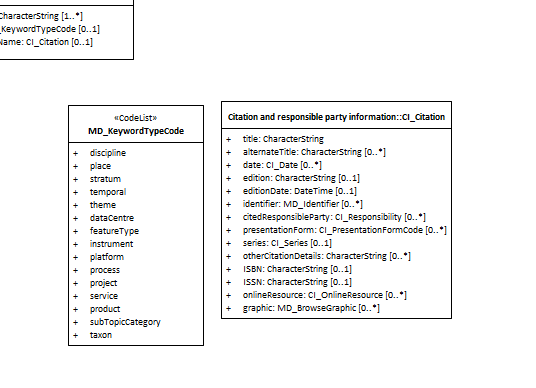 CharacterString [1..*]
_KeywordTypeCode [0..1]
Name: CI_Citation [0..1]
«CodeList»
MD_KeywordTypeCode
+ discipline
+ place
+ stratum
+ temporal
+ theme
+ dataCentre
+ featureType
+ instrument
+ platform
+ process
+ project
+ service
+ product
+ subTopicCategory
+ taxon
Citation and responsible party information::CI_Citation
+ title: CharacterString
+ alternateTitle: CharacterString [0..*]
+ date: CI_Date [0..*]
+ edition: CharacterString [0..1]
+ editionDate: DateTime [0..1]
+ identifier: MD_Identifier [0..*]
+ citedResponsibleParty: CI_Responsibility [0..*]
+ presentationForm: CI_PresentationFormCode [0..*]
+ series: CI_Series [0..1]
+ otherCitationDetails: CharacterString [0..*]
+ ISBN: CharacterString [0..1]
+ ISSN: CharacterString [0..1]
+ onlineResource: CI_OnlineResource [0..*]
+ graphic: MD_BrowseGraphic [0..*]